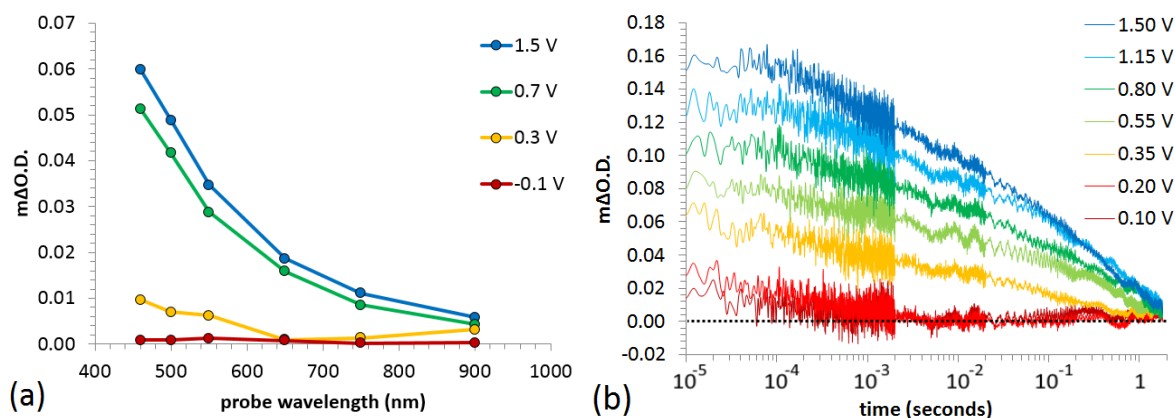 0.07
0.06
0.05
0.04
0.03
0.02
0.01
0.00
mΔO.D.
400 500 600 700 800 900 1000
probe wavelength (nm)
1.5 V
0.7 V
0.3 V
-0.1 V
(a)
0.18
0.16
0.14
0.12
0.10
0.08
0.06
0.04
0.02
0.00
-0.02
mΔO.D.
10⁻⁵ 10⁻⁴ 10⁻³ 10⁻² 10⁻¹ 1
time (seconds)
1.50 V
1.15 V
0.80 V
0.55 V
0.35 V
0.20 V
0.10 V
(b)